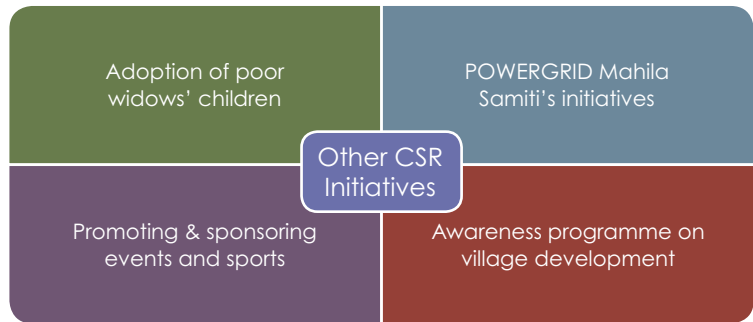 Adoption of poor
widows’ children
POWERGRID Mahila
Samiti’s initiatives
Other CSR
Initiatives
Promoting & sponsoring
events and sports
Awareness programme on
village development